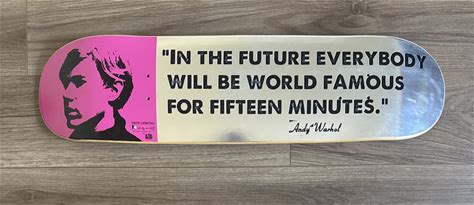 "IN THE FUTURE EVERYBODY
WILL BE WORLD FAMOUS
FOR FIFTEEN MINUTES."
Andy Warhol